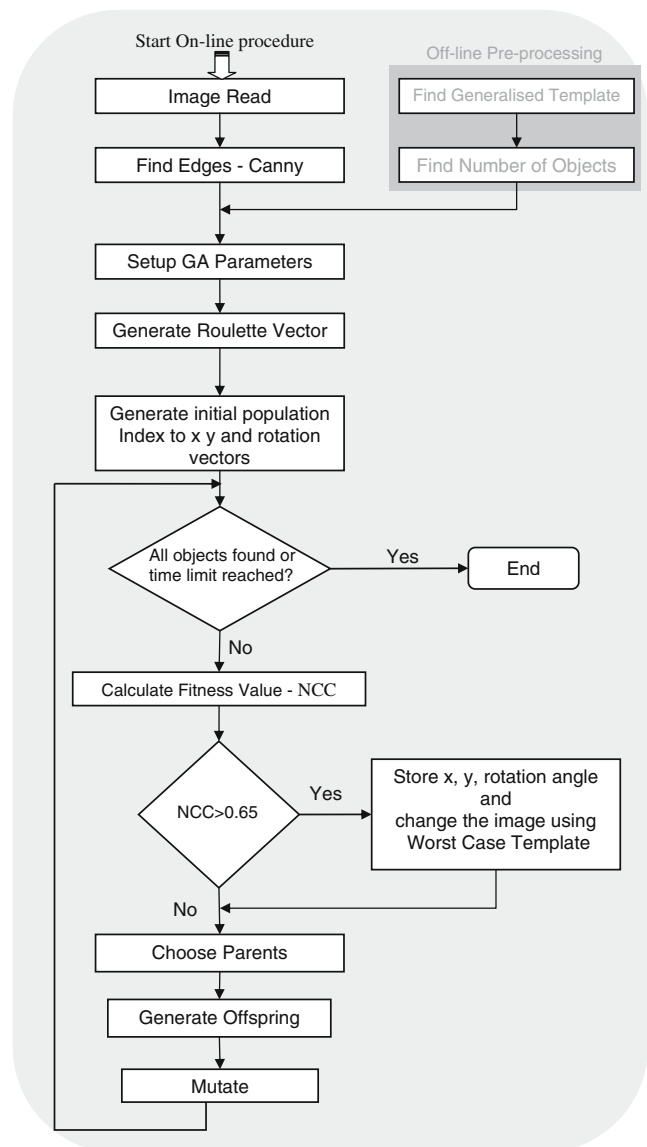 Start On-line procedure
Off-line Pre-processing
Image Read
Find Generalised Template
Find Edges - Canny
Find Number of Objects
Setup GA Parameters
Generate Roulette Vector
Generate initial population
Index to x y and rotation
vectors
All objects found or
time limit reached?
Yes
End
No
Calculate Fitness Value - NCC
NCC>0.65
Yes
Store x, y, rotation angle
and
change the image using
Worst Case Template
No
Choose Parents
Generate Offspring
Mutate